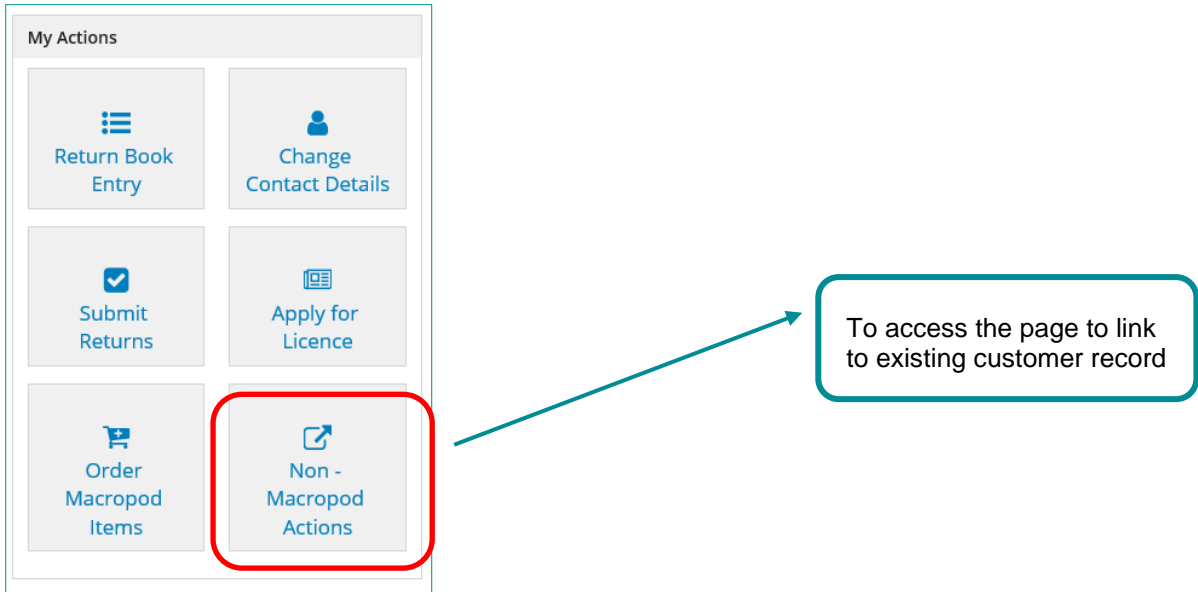 My Actions
Return Book
Entry
Change
Contact Details
Submit
Returns
Apply for
Licence
Order
Macropod
Items
Non -
Macropod
Actions
To access the page to link
to existing customer record